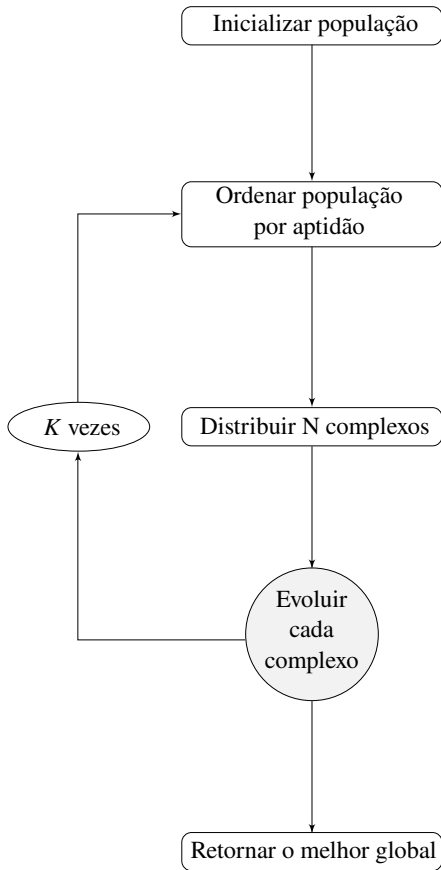 Inicializar população
Ordenar população
por aptidão
K vezes
Distribuir N complexos
Evoluir
cada
complexo
Retornar o melhor global